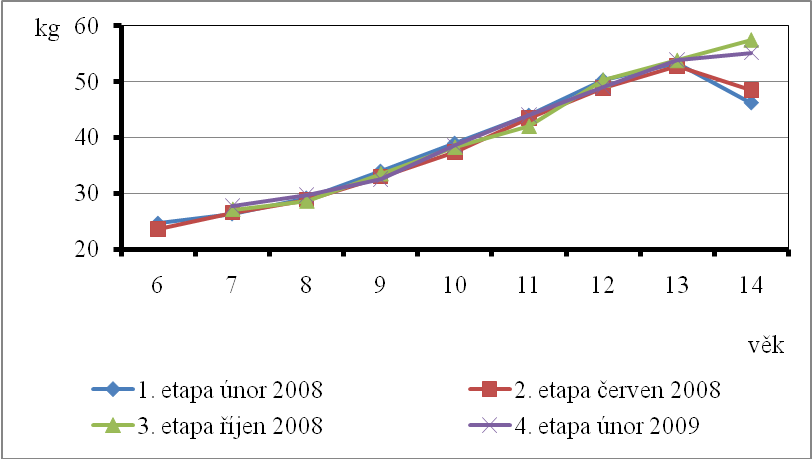 kg
60
50
40
30
20
6 7 8 9 10 11 12 13 14
věk
1. etapa únor 2008
2. etapa červen 2008
3. etapa říjen 2008
4. etapa únor 2009